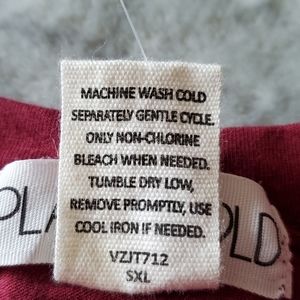 MACHINE WASH COLD
SEPARATELY GENTLE CYCLE.
ONLY NON-CHLORINE
BLEACH WHEN NEEDED.
TUMBLE DRY LOW,
REMOVE PROMPTLY, USE
COOL IRON IF NEEDED.
VZJT712
SXL